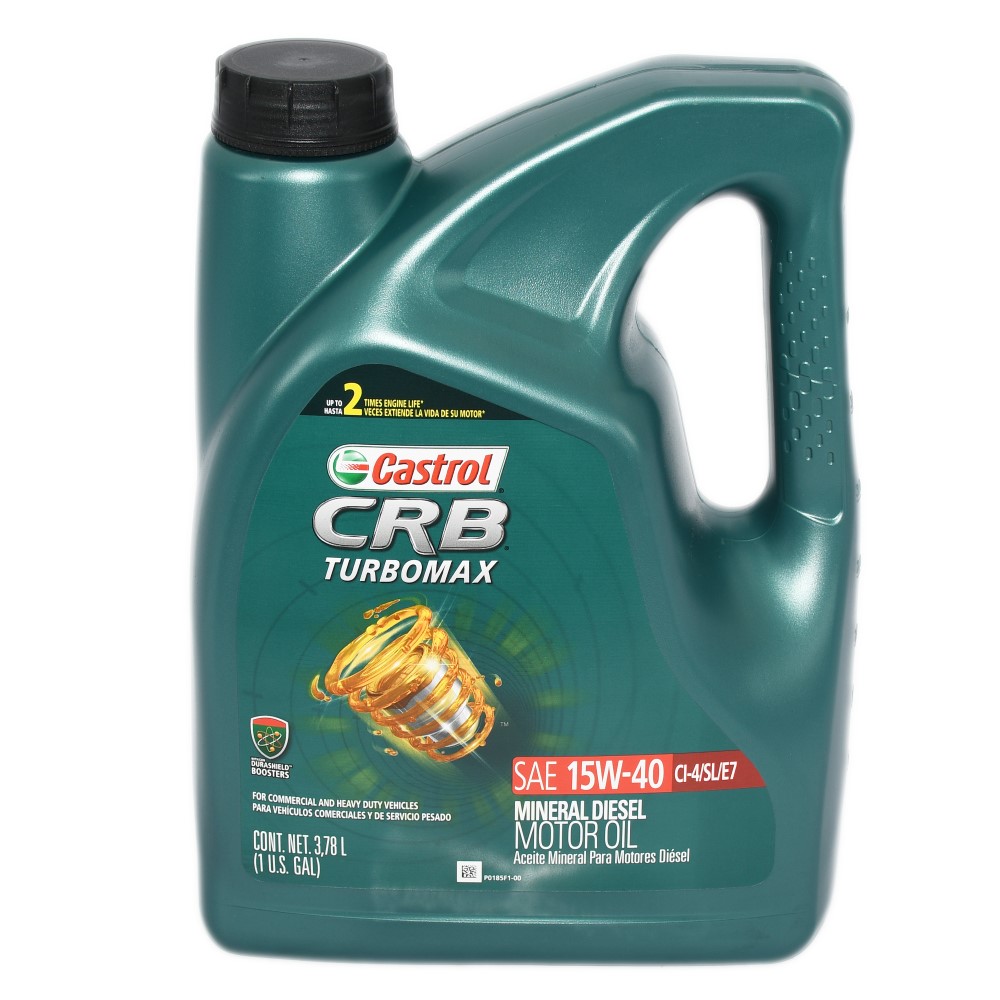 UP TO
HASTA
2
TIMES ENGINE LIFE*
VECES EXTIENDE LA VIDA DE SU MOTOR*
Castrol
CRB
TURBOMAX
™
DURASHIELD™
BOOSTERS
FOR COMMERCIAL AND HEAVY DUTY VEHICLES
PARA VEHÍCULOS COMERCIALES Y DE SERVICIO PESADO
CONT. NET. 3,78 L
(1 U.S. GAL)
SAE 15W-40 CI-4/SL/E7
MINERAL DIESEL
MOTOR OIL
Aceite Mineral Para Motores Diésel
P0185F1-00